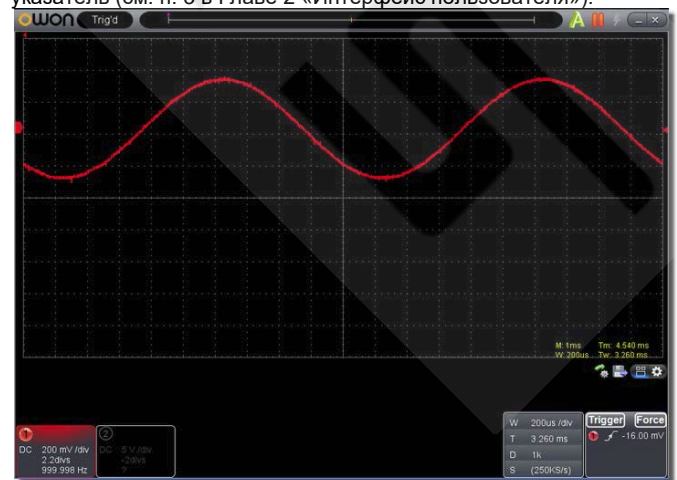 указатель (см. п. 6 в Главе 2 «Интерфейс пользователя»).
OWON Trig'd
A
M: 1ms Tm: 4.540 ms
W: 200us Tw: 3.260 ms
W 200us /div Trigger Force
T 3.260 ms -16.00 mV
D 1k
S (250KS/s)
1
DC 200 mV /div
2.2divs
999.998 Hz
2
DC 5 V /div
-2divs
?